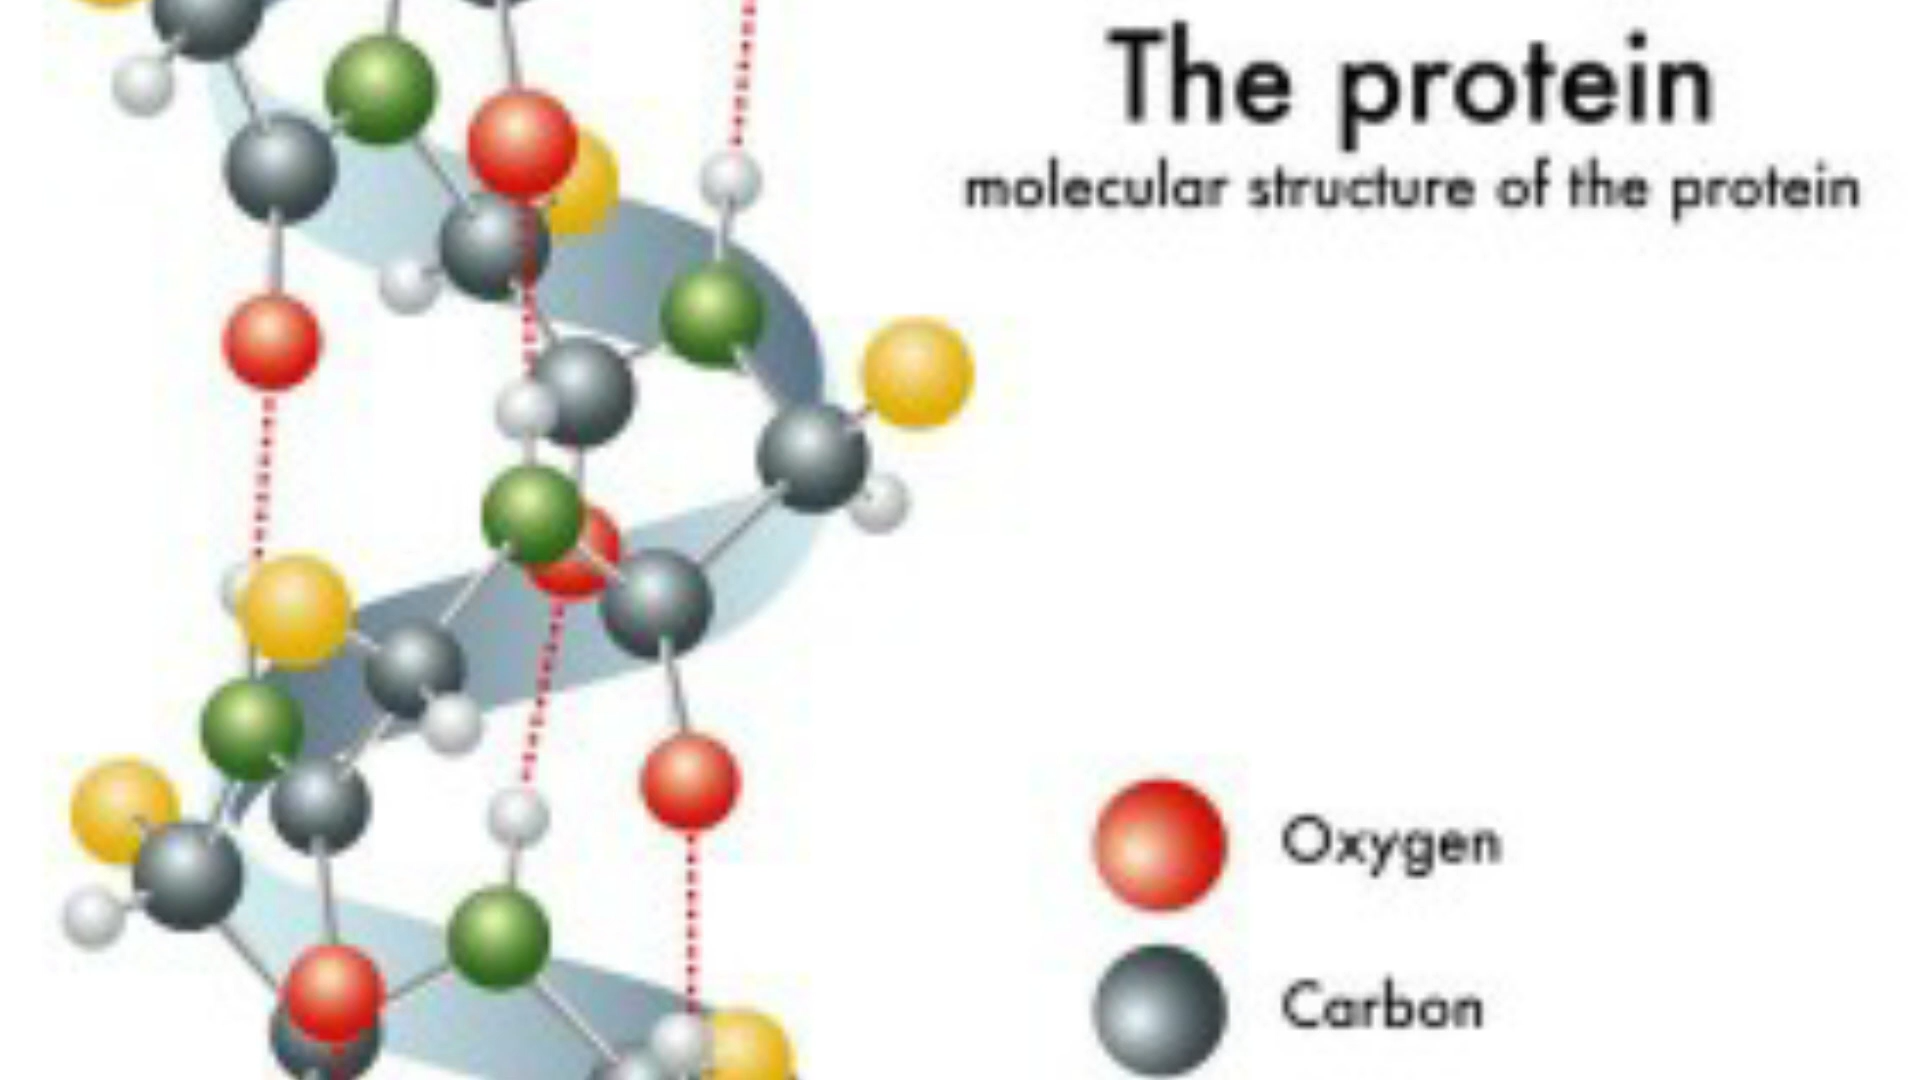 The protein
molecular structure of the protein
Oxygen
Carbon